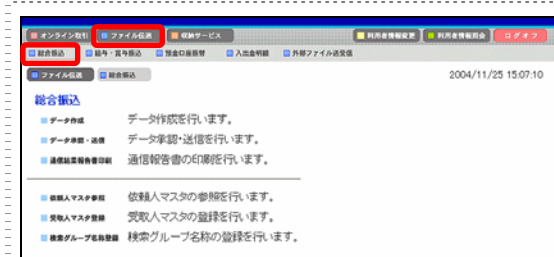 オンライン取引 ファイル伝送 収納サービス 利用者情報変更 利用者情報照会 ログオフ
総合振込 給与・賞与振込 預金口座振替 入出金明細 外部ファイル送受信
ファイル伝送 総合振込 2004/11/25 15:07:10
総合振込
データ作成 データ作成を行います。
データ承認・送信 データ承認・送信を行います。
通信結果報告書印刷 通信報告書の印刷を行います。
依頼人マスタ参照 依頼人マスタの参照を行います。
受取人マスタ登録 受取人マスタの登録を行います。
検索グループ名称登録 検索グループ名称の登録を行います。